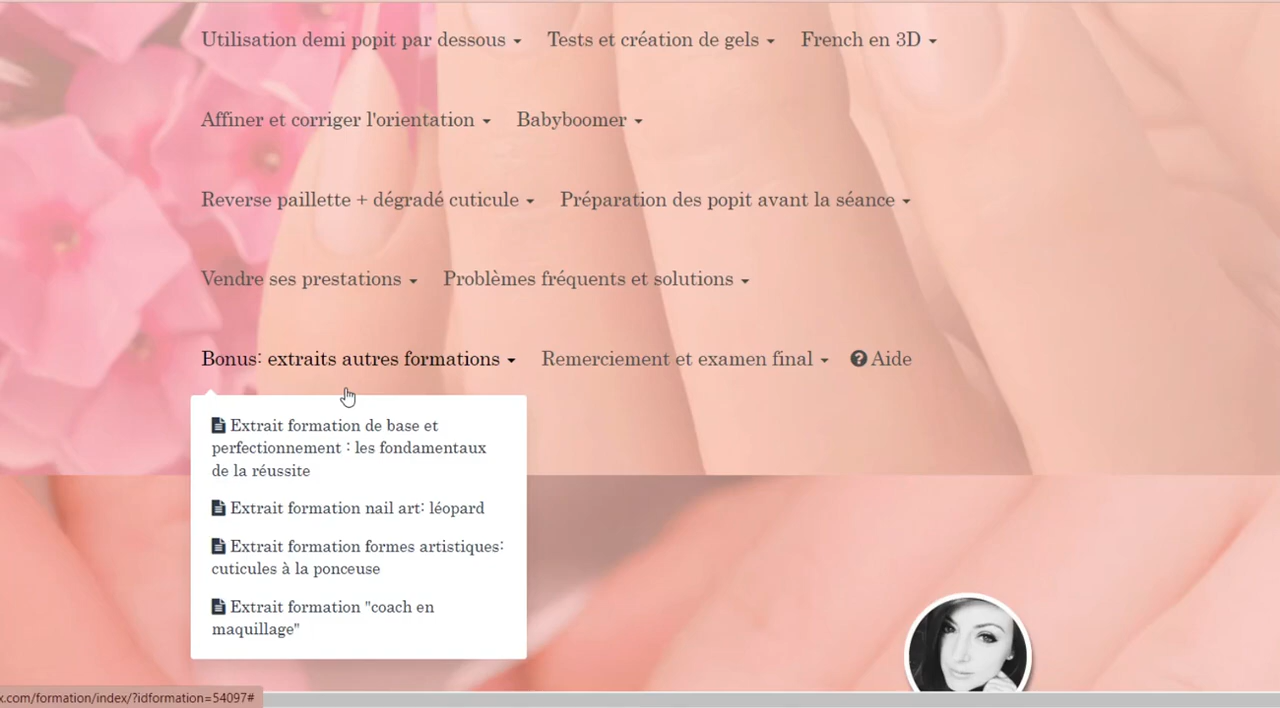 Utilisation demi popit par dessous Tests et création de gels French en 3D
Affiner et corriger l'orientation Babyboomer
Reverse paillette + dégradé cuticule Préparation des popit avant la séance
Vendre ses prestations Problèmes fréquents et solutions
Bonus: extraits autres formations Remerciement et examen final Aide
Extrait formation de base et
perfectionnement : les fondamentaux
de la réussite
Extrait formation nail art: léopard
Extrait formation formes artistiques:
cuticules à la ponceuse
Extrait formation "coach en
maquillage"
x.com/formation/index/?idformation=54097#